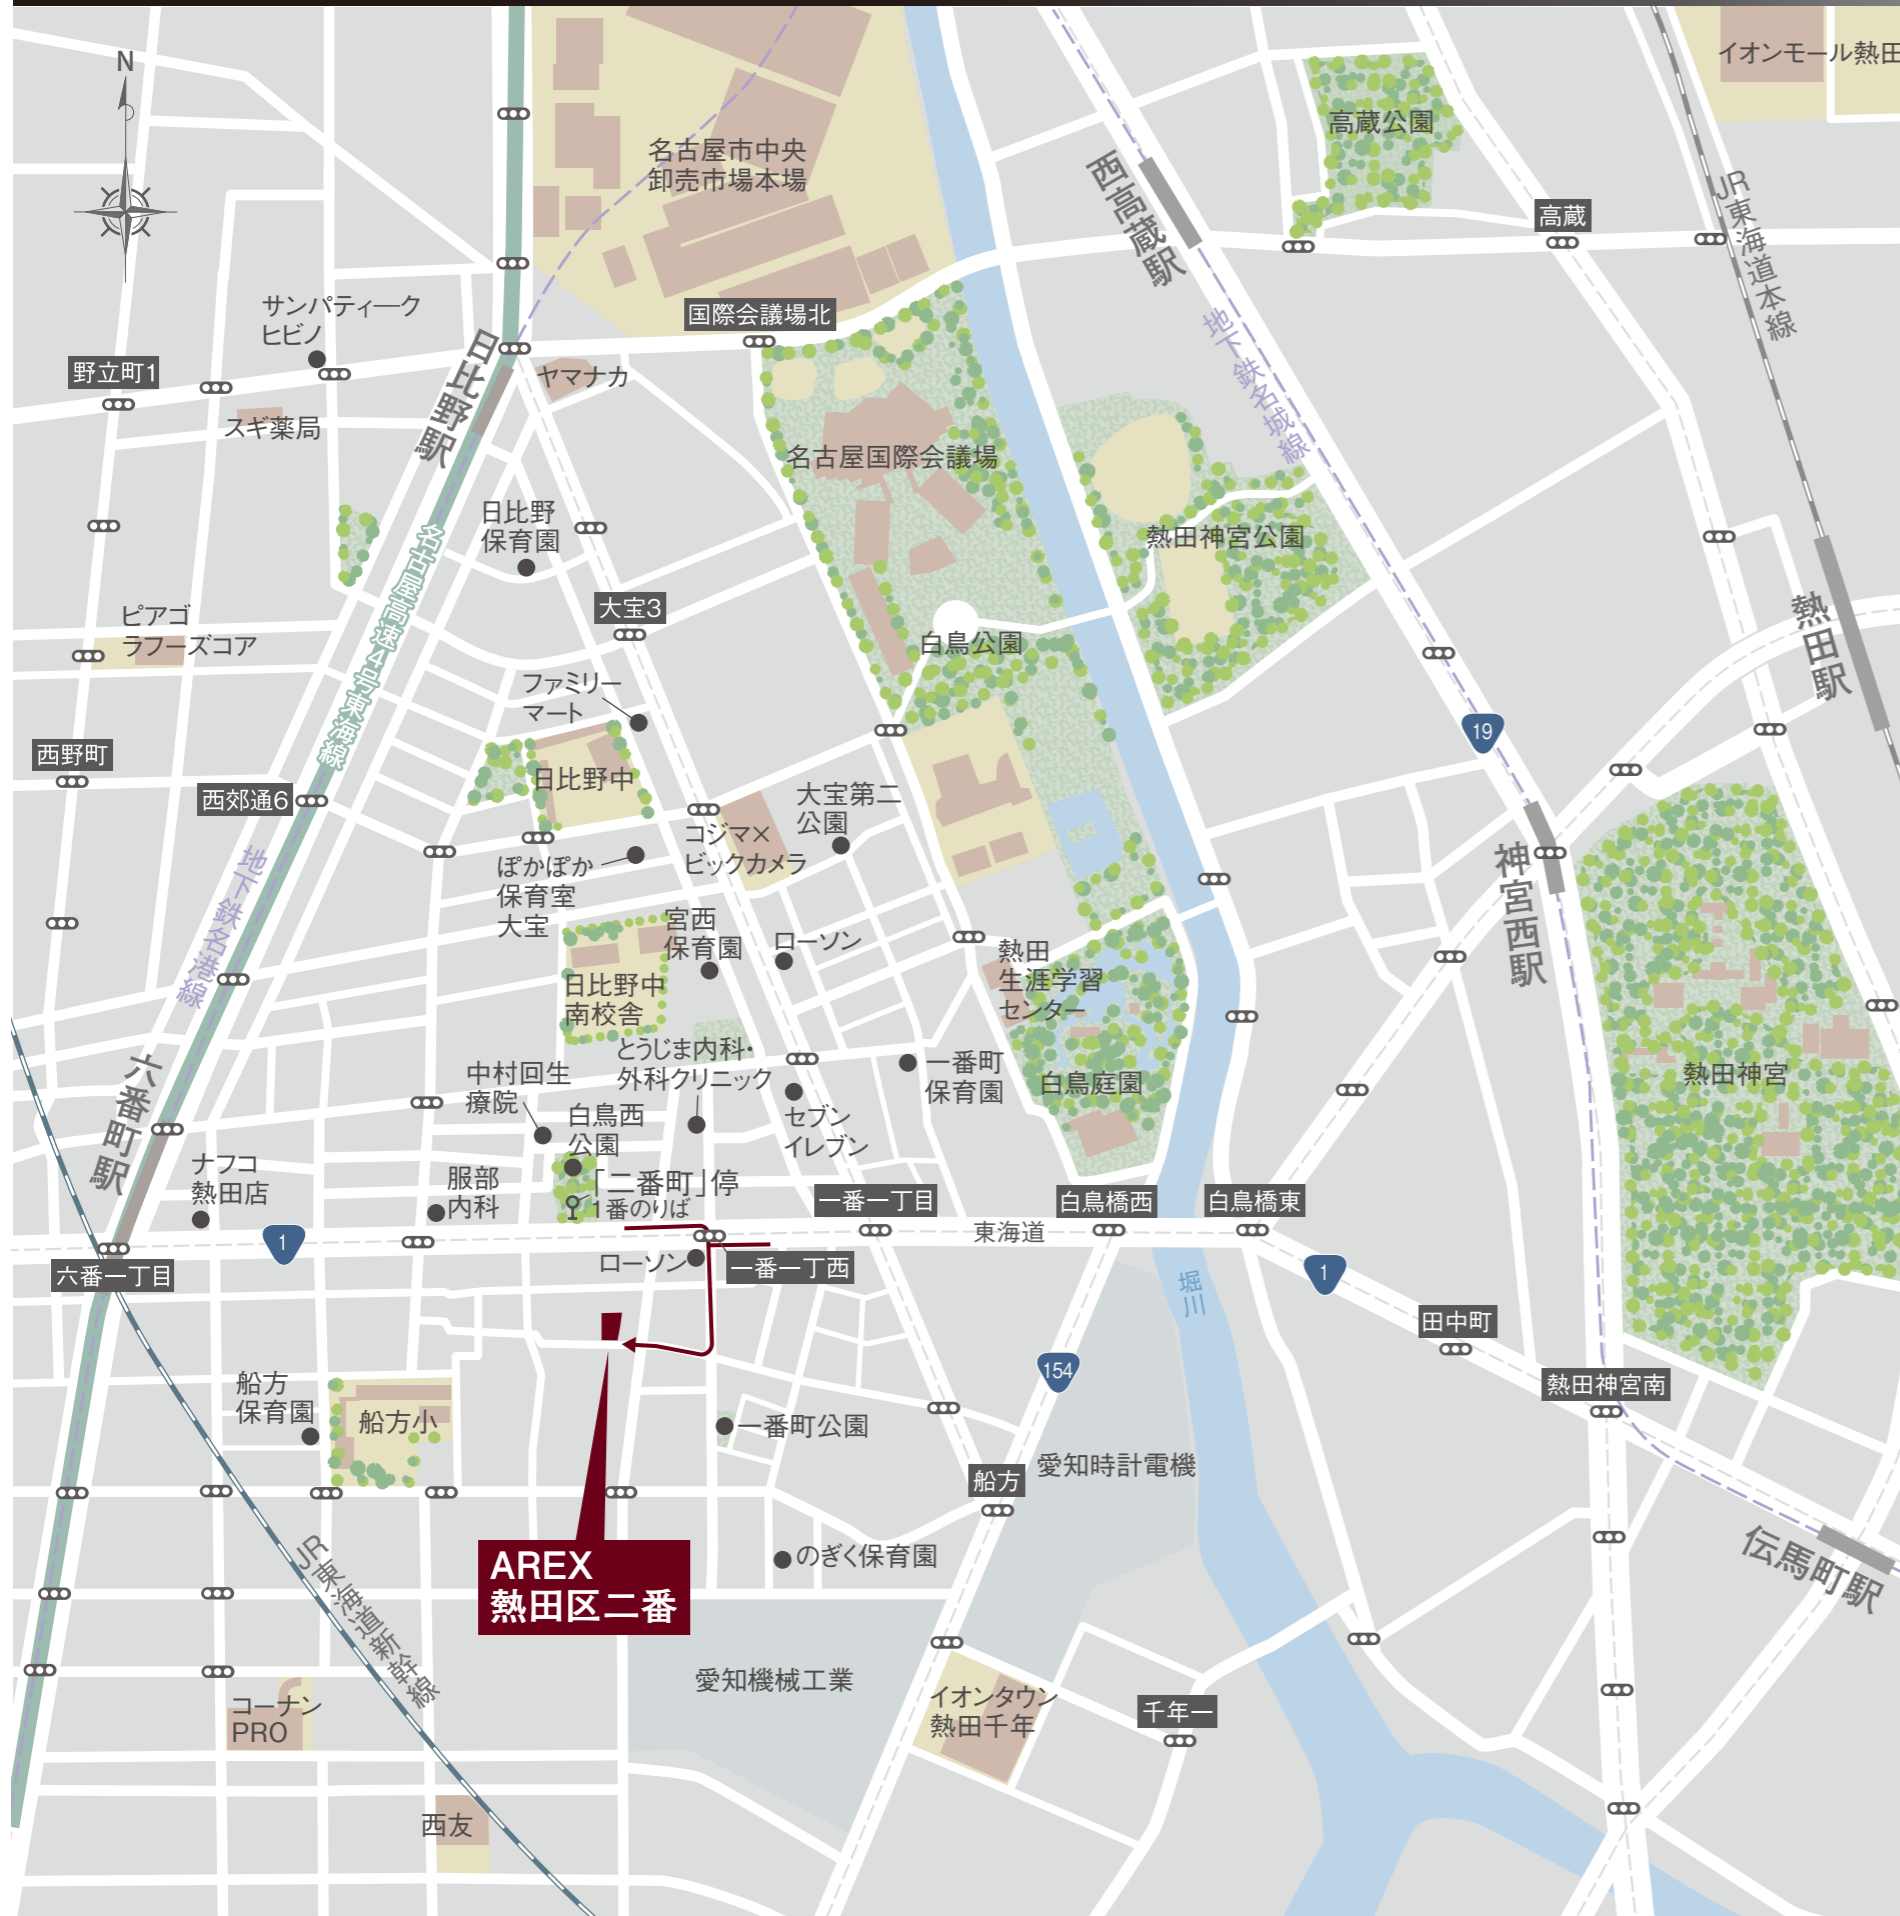 イオンモール熱田
N
名古屋市中央
卸売市場本場
高蔵公園
西高蔵駅
高蔵
JR東海道本線
サンパティーク
ヒビノ
国際会議場北
日比野駅
地下鉄名城線
野立町1
ヤマナカ
スギ薬局
名古屋国際会議場
日比野
保育園
名古屋高速4号東海線
熱田神宮公園
大宝3
ピアゴ
ラフーズコア
白鳥公園
熱田駅
ファミリー
マート
19
西野町
西郊通6
日比野中
大宝第二
公園
コジマ×
ビックカメラ
ぽかぽか
保育室
大宝
地下鉄名港線
神宮西駅
宮西
保育園
ローソン
熱田
生涯学習
センター
日比野中
南校舎
とうじま内科・
外科クリニック
一番町
保育園
白鳥庭園
熱田神宮
六番町駅
中村回生
療院
白鳥西
公園
セブン
イレブン
ナフコ
熱田店
服部
内科
「二番町」停
1番のりば
一番一丁目
白鳥橋西
白鳥橋東
東海道
1
ローソン
一番一丁西
六番一丁目
堀川
1
田中町
154
熱田神宮南
船方
保育園
船方小
一番町公園
船方
愛知時計電機
伝馬町駅
JR東海道新幹線
AREX
熱田区二番
のぎく保育園
愛知機械工業
イオンタウン
熱田千年
千年一
コーナン
PRO
西友